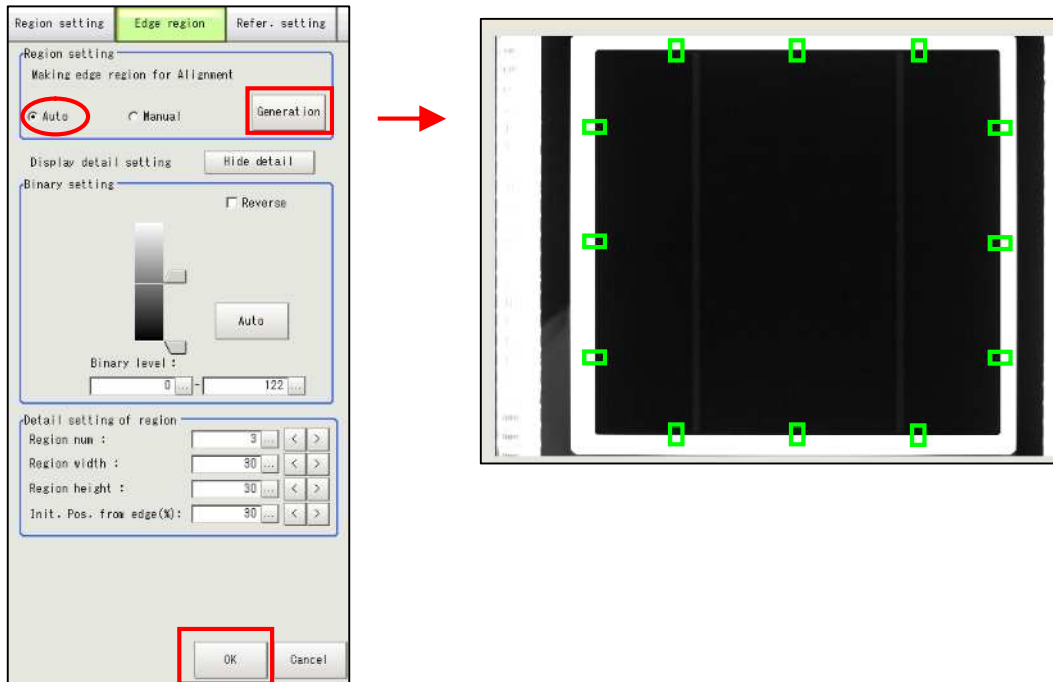 Region setting Edge region Refer. setting
Region setting
Making edge region for Alignment
Auto Manual Generation
Display detail setting Hide detail
Binary setting
Reverse
Auto
Binary level :
0 ... - 122 ...
Detail setting of region
Region num : 3 ... < >
Region width : 30 ... < >
Region height : 30 ... < >
Init. Pos. from edge(%): 30 ... < >
OK Cancel